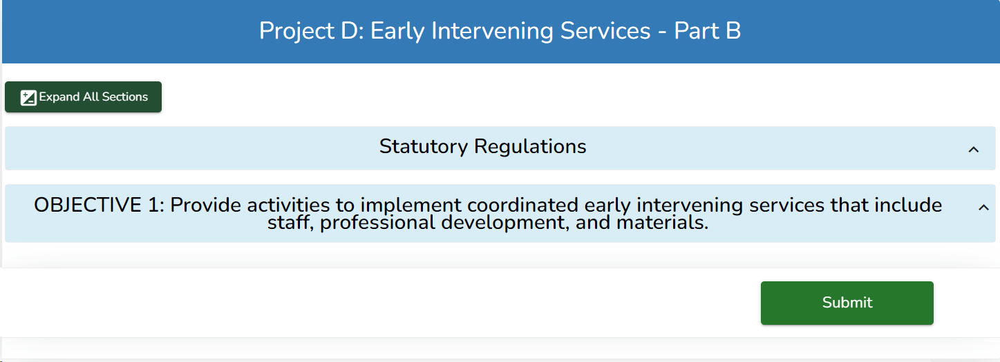 Project D: Early Intervening Services - Part B
Expand All Sections
Statutory Regulations
OBJECTIVE 1: Provide activities to implement coordinated early intervening services that include
staff, professional development, and materials.
Submit